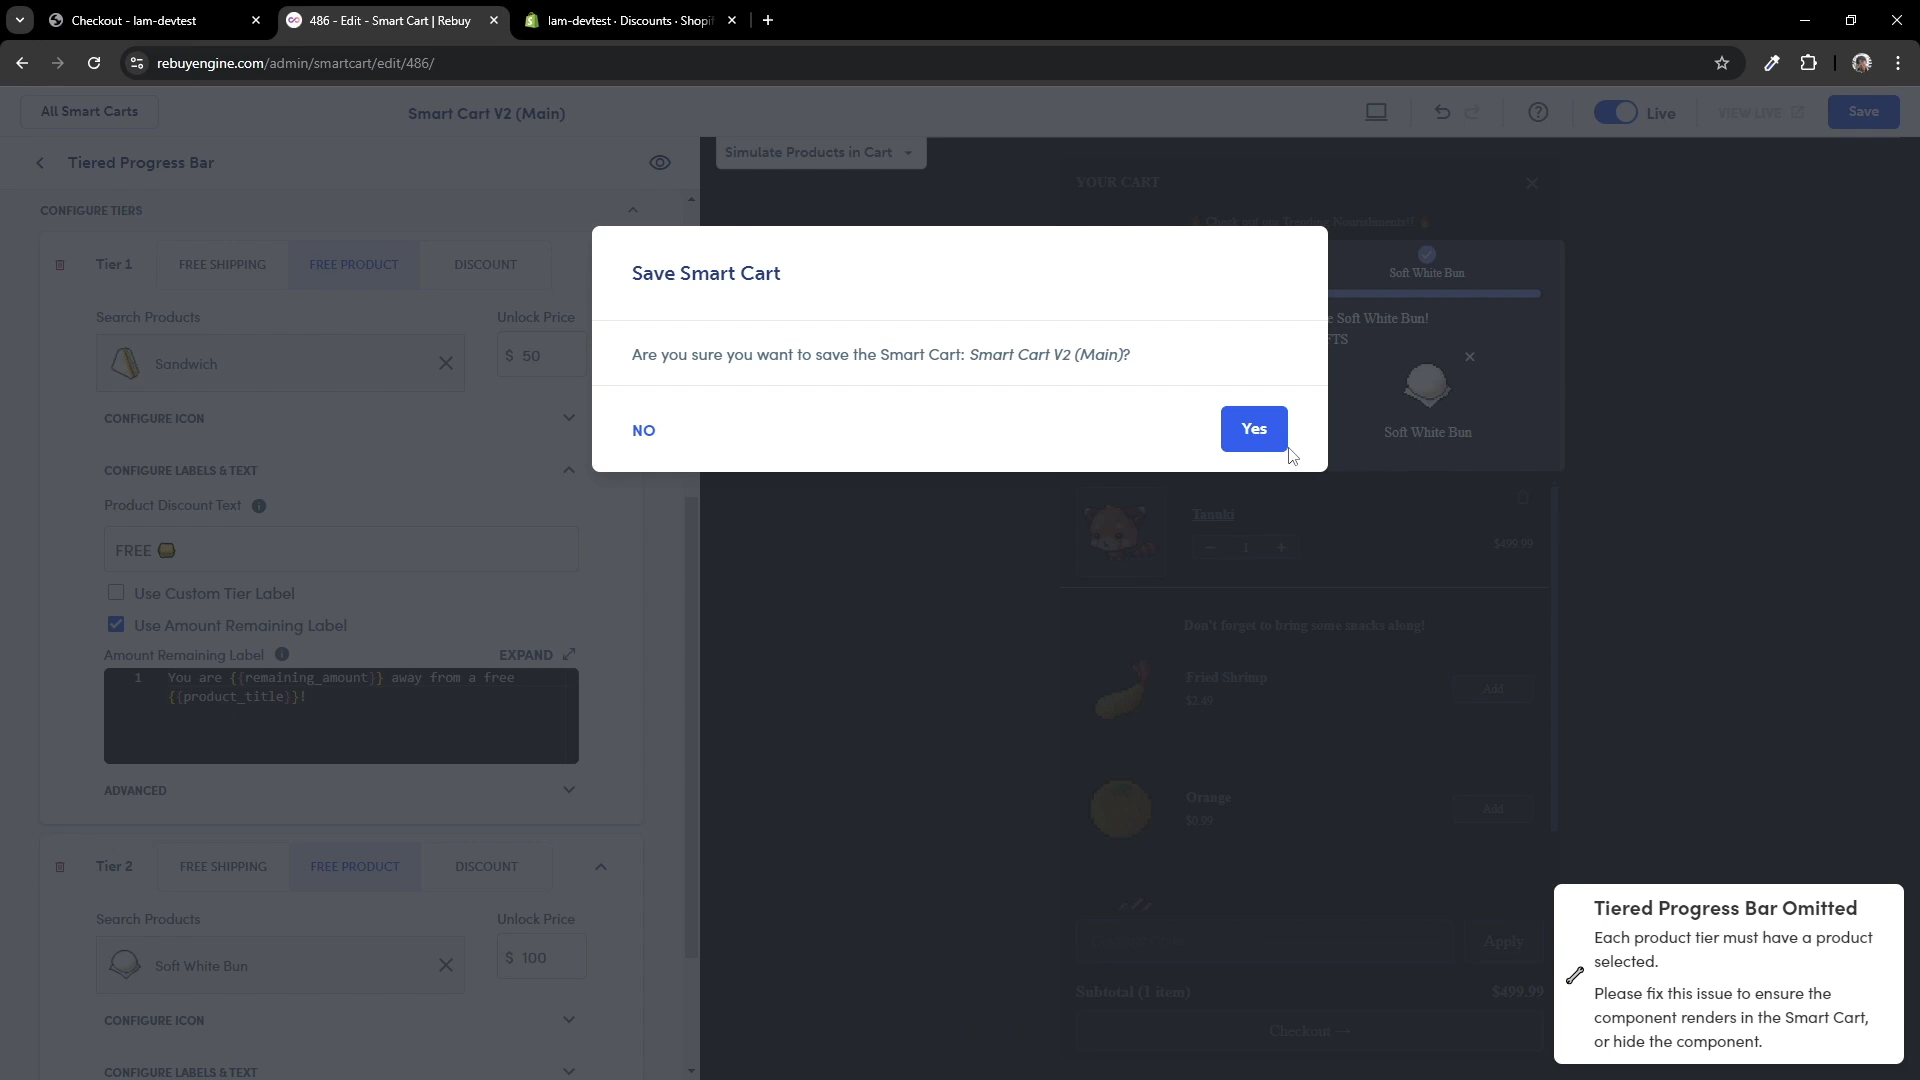 Checkout - lam-devtest
486 - Edit - Smart Cart | Rebuy
lam-devtest · Discounts · Shopif
rebuyengine.com/admin/smartcart/edit/486/
All Smart Carts
Smart Cart V2 (Main)
Live
VIEW LIVE
Save
Tiered Progress Bar
Simulate Products in Cart
YOUR CART
CONFIGURE TIERS
Check out our Trending Nourishments!!
Tier 1
FREE SHIPPING
FREE PRODUCT
DISCOUNT
Soft White Bun
Save Smart Cart
Search Products
Unlock Price
Soft White Bun!
Sandwich
$ 50
Are you sure you want to save the Smart Cart: Smart Cart V2 (Main)?
NO
Yes
Soft White Bun
CONFIGURE ICON
CONFIGURE LABELS & TEXT
Product Discount Text
FREE
Use Custom Tier Label
Use Amount Remaining Label
Amount Remaining Label
EXPAND
1 You are {{remaining_amount}} away from a free
{{product_title}}!
ADVANCED
Tier 2
FREE SHIPPING
FREE PRODUCT
DISCOUNT
Search Products
Unlock Price
Soft White Bun
$ 100
CONFIGURE ICON
CONFIGURE LABELS & TEXT
Tanuki
1
$499.99
Don't forget to bring some snacks along!
Fried Shrimp
$2.49
Add
Orange
$0.99
Add
Apply
Subtotal (1 item)
$499.99
Checkout →
Tiered Progress Bar Omitted
Each product tier must have a product
selected.
Please fix this issue to ensure the
component renders in the Smart Cart,
or hide the component.